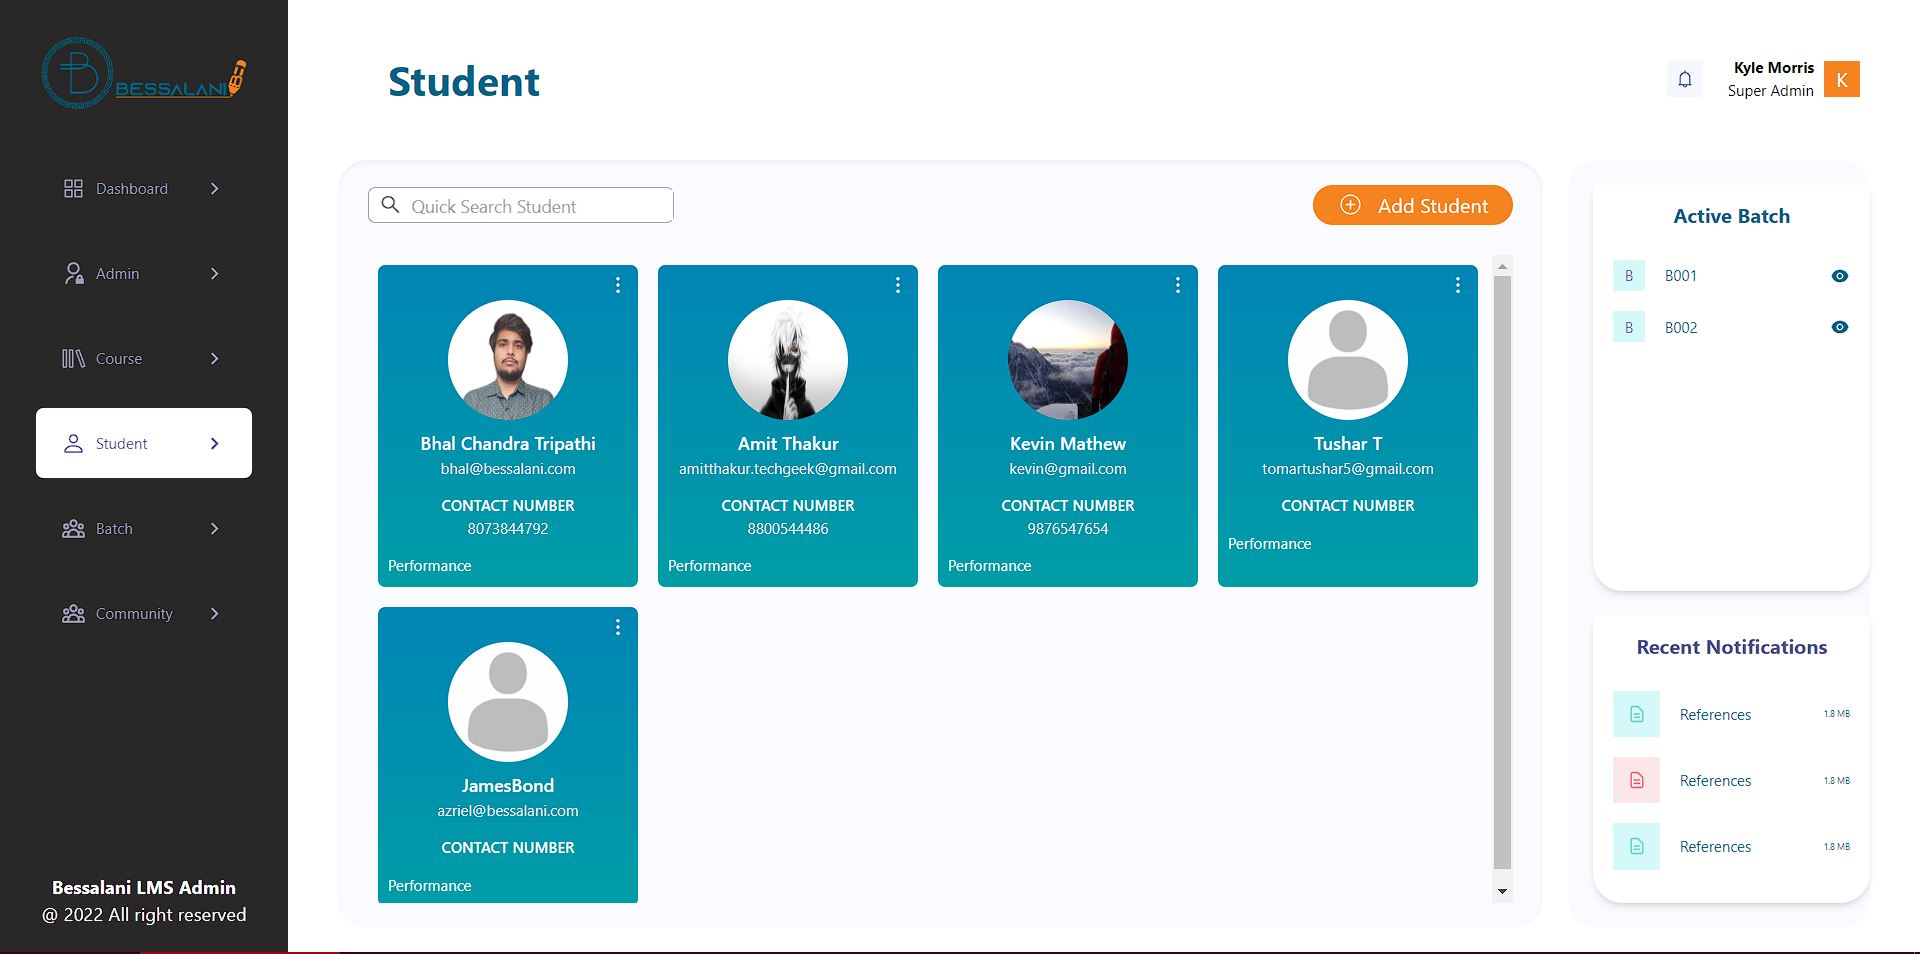 BESSALANI
Dashboard
Admin
Course
Student
Batch
Community
Bessalani LMS Admin
@ 2022 All right reserved
Student
Kyle Morris
Super Admin
K
Quick Search Student
Add Student
Bhal Chandra Tripathi
bhal@bessalani.com
CONTACT NUMBER
8073844792
Performance
Amit Thakur
amitthakur.techgeek@gmail.com
CONTACT NUMBER
8800544486
Performance
Kevin Mathew
kevin@gmail.com
CONTACT NUMBER
9876547654
Performance
Tushar T
tomartushar5@gmail.com
CONTACT NUMBER
Performance
JamesBond
azriel@bessalani.com
CONTACT NUMBER
Performance
Active Batch
B B001
B B002
Recent Notifications
References 1.8 MB
References 1.8 MB
References 1.8 MB